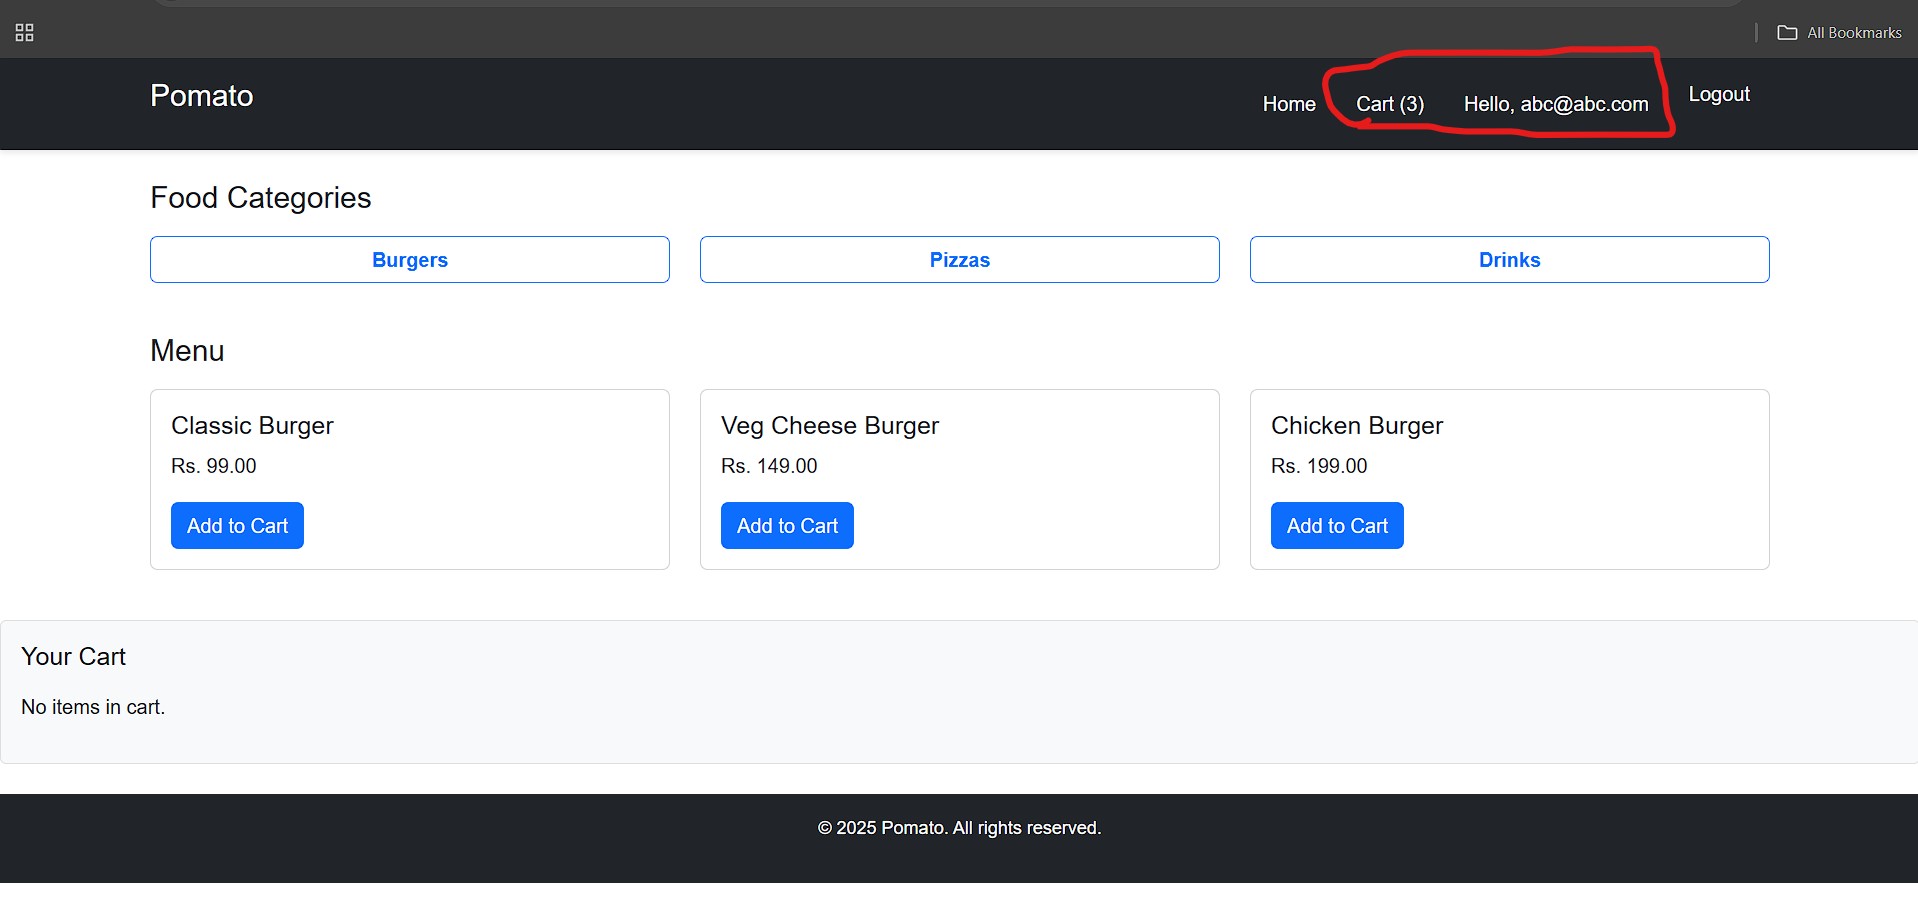 All Bookmarks
Pomato
Home Cart (3) Hello, abc@abc.com Logout
Food Categories
Burgers Pizzas Drinks
Menu
Classic Burger Veg Cheese Burger Chicken Burger
Rs. 99.00 Rs. 149.00 Rs. 199.00
Add to Cart Add to Cart Add to Cart
Your Cart
No items in cart.
© 2025 Pomato. All rights reserved.